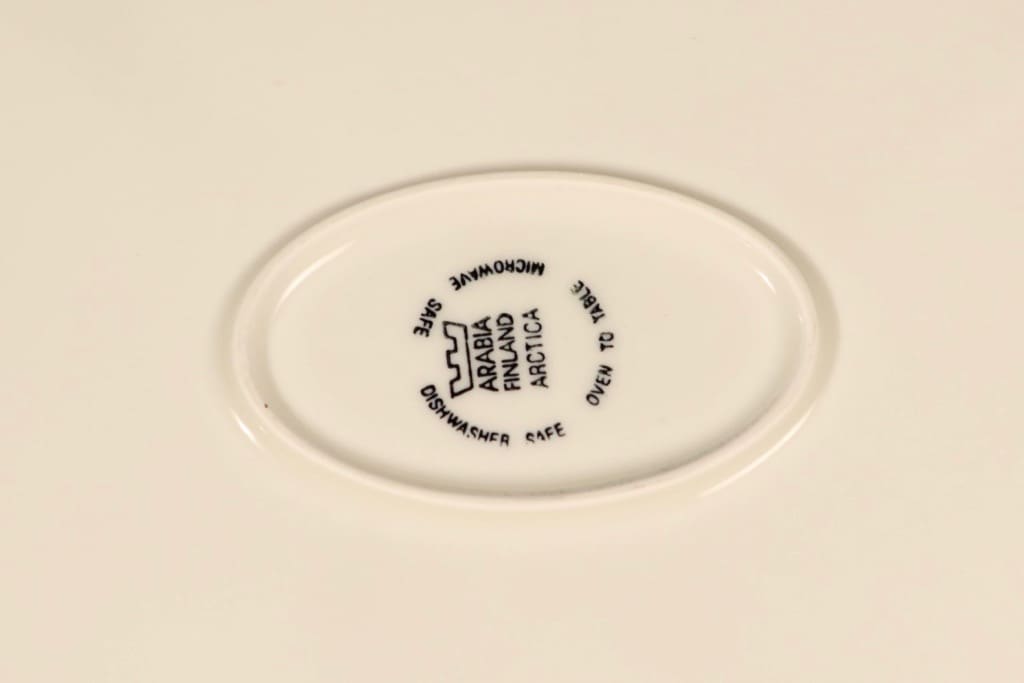 ARABIA
FINLAND
ARCTICA
DISHWASHER SAFE
OVEN TO TABLE
MICROWAVE SAFE